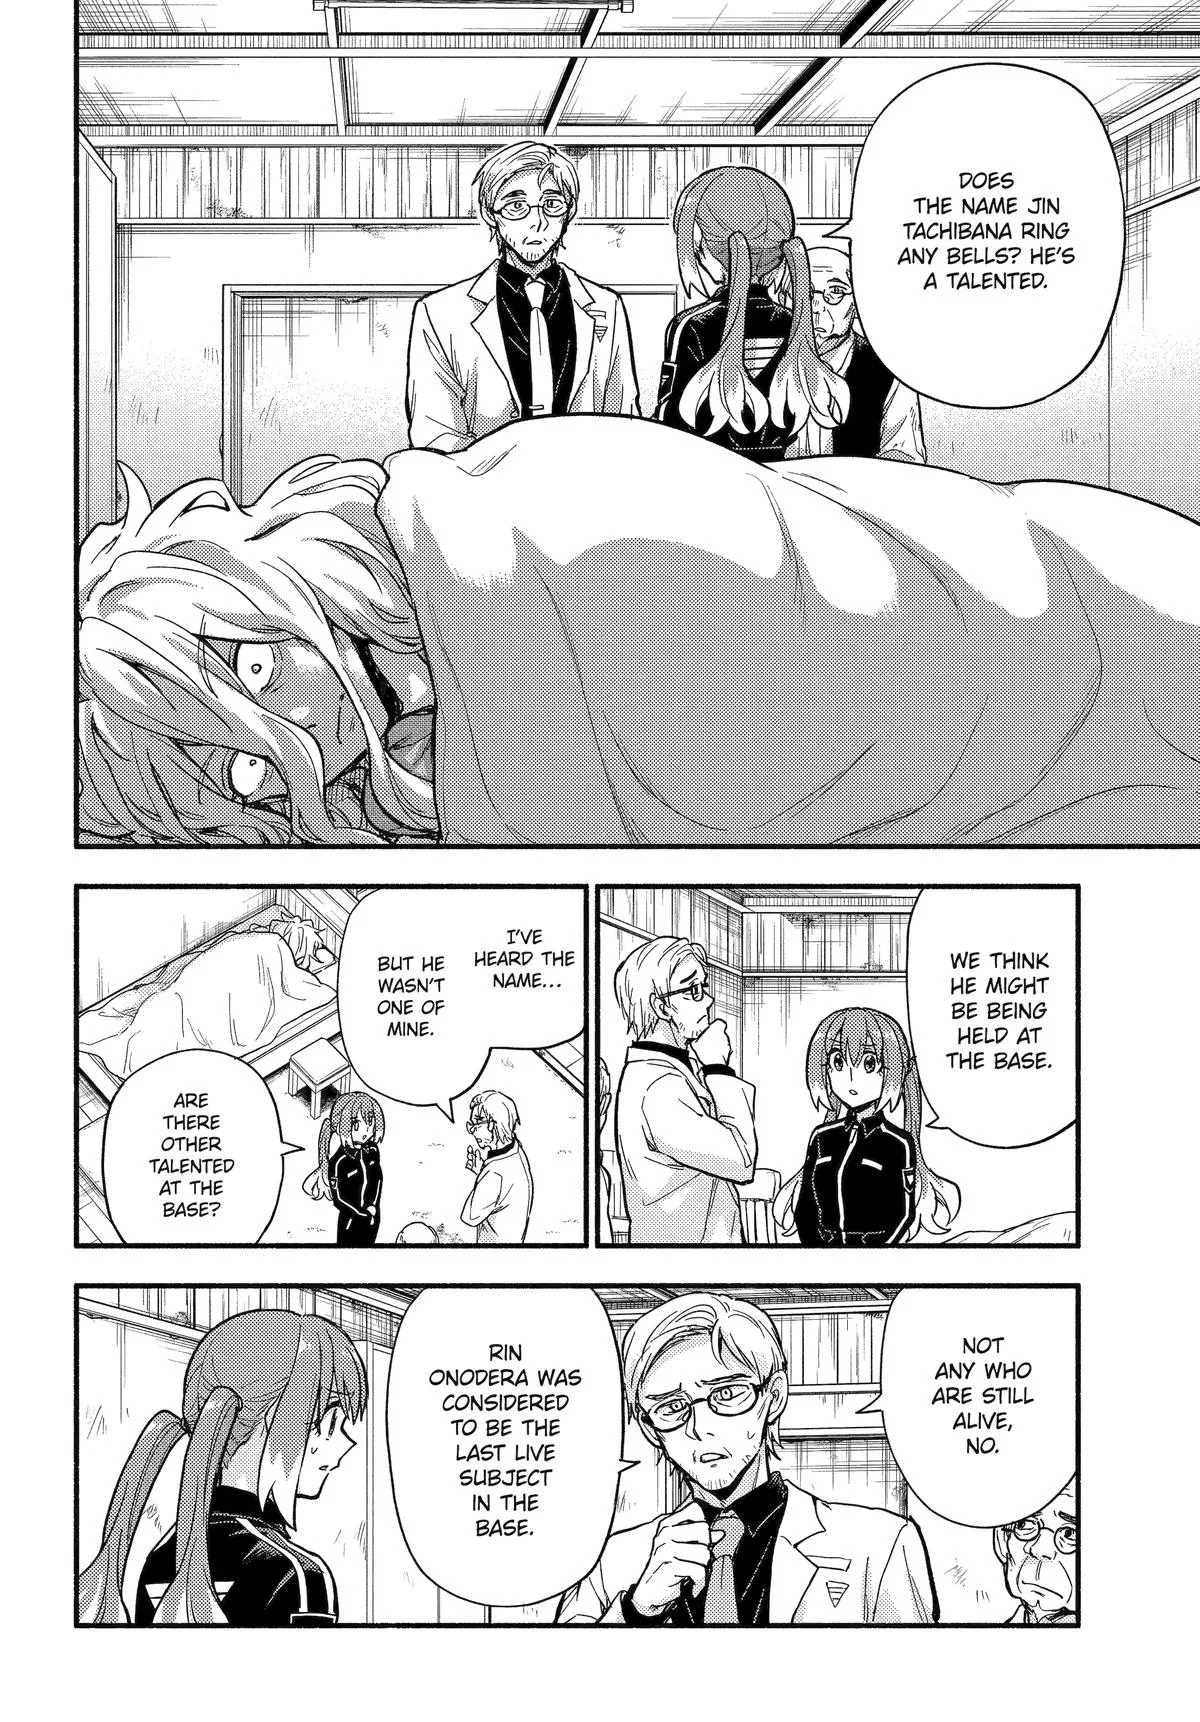 DOES
THE NAME JIN
TACHIBANA RING
ANY BELLS? HE'S
A TALENTED.
WE THINK
HE MIGHT
BE BEING
HELD AT
THE BASE.
I'VE
HEARD THE
NAME...
BUT HE
WASN'T
ONE OF
MINE.
ARE
THERE
OTHER
TALENTED
AT THE
BASE?
NOT
ANY WHO
ARE STILL
ALIVE,
NO.
RIN
ONODERA WAS
CONSIDERED
TO BE THE
LAST LIVE
SUBJECT
IN THE
BASE.